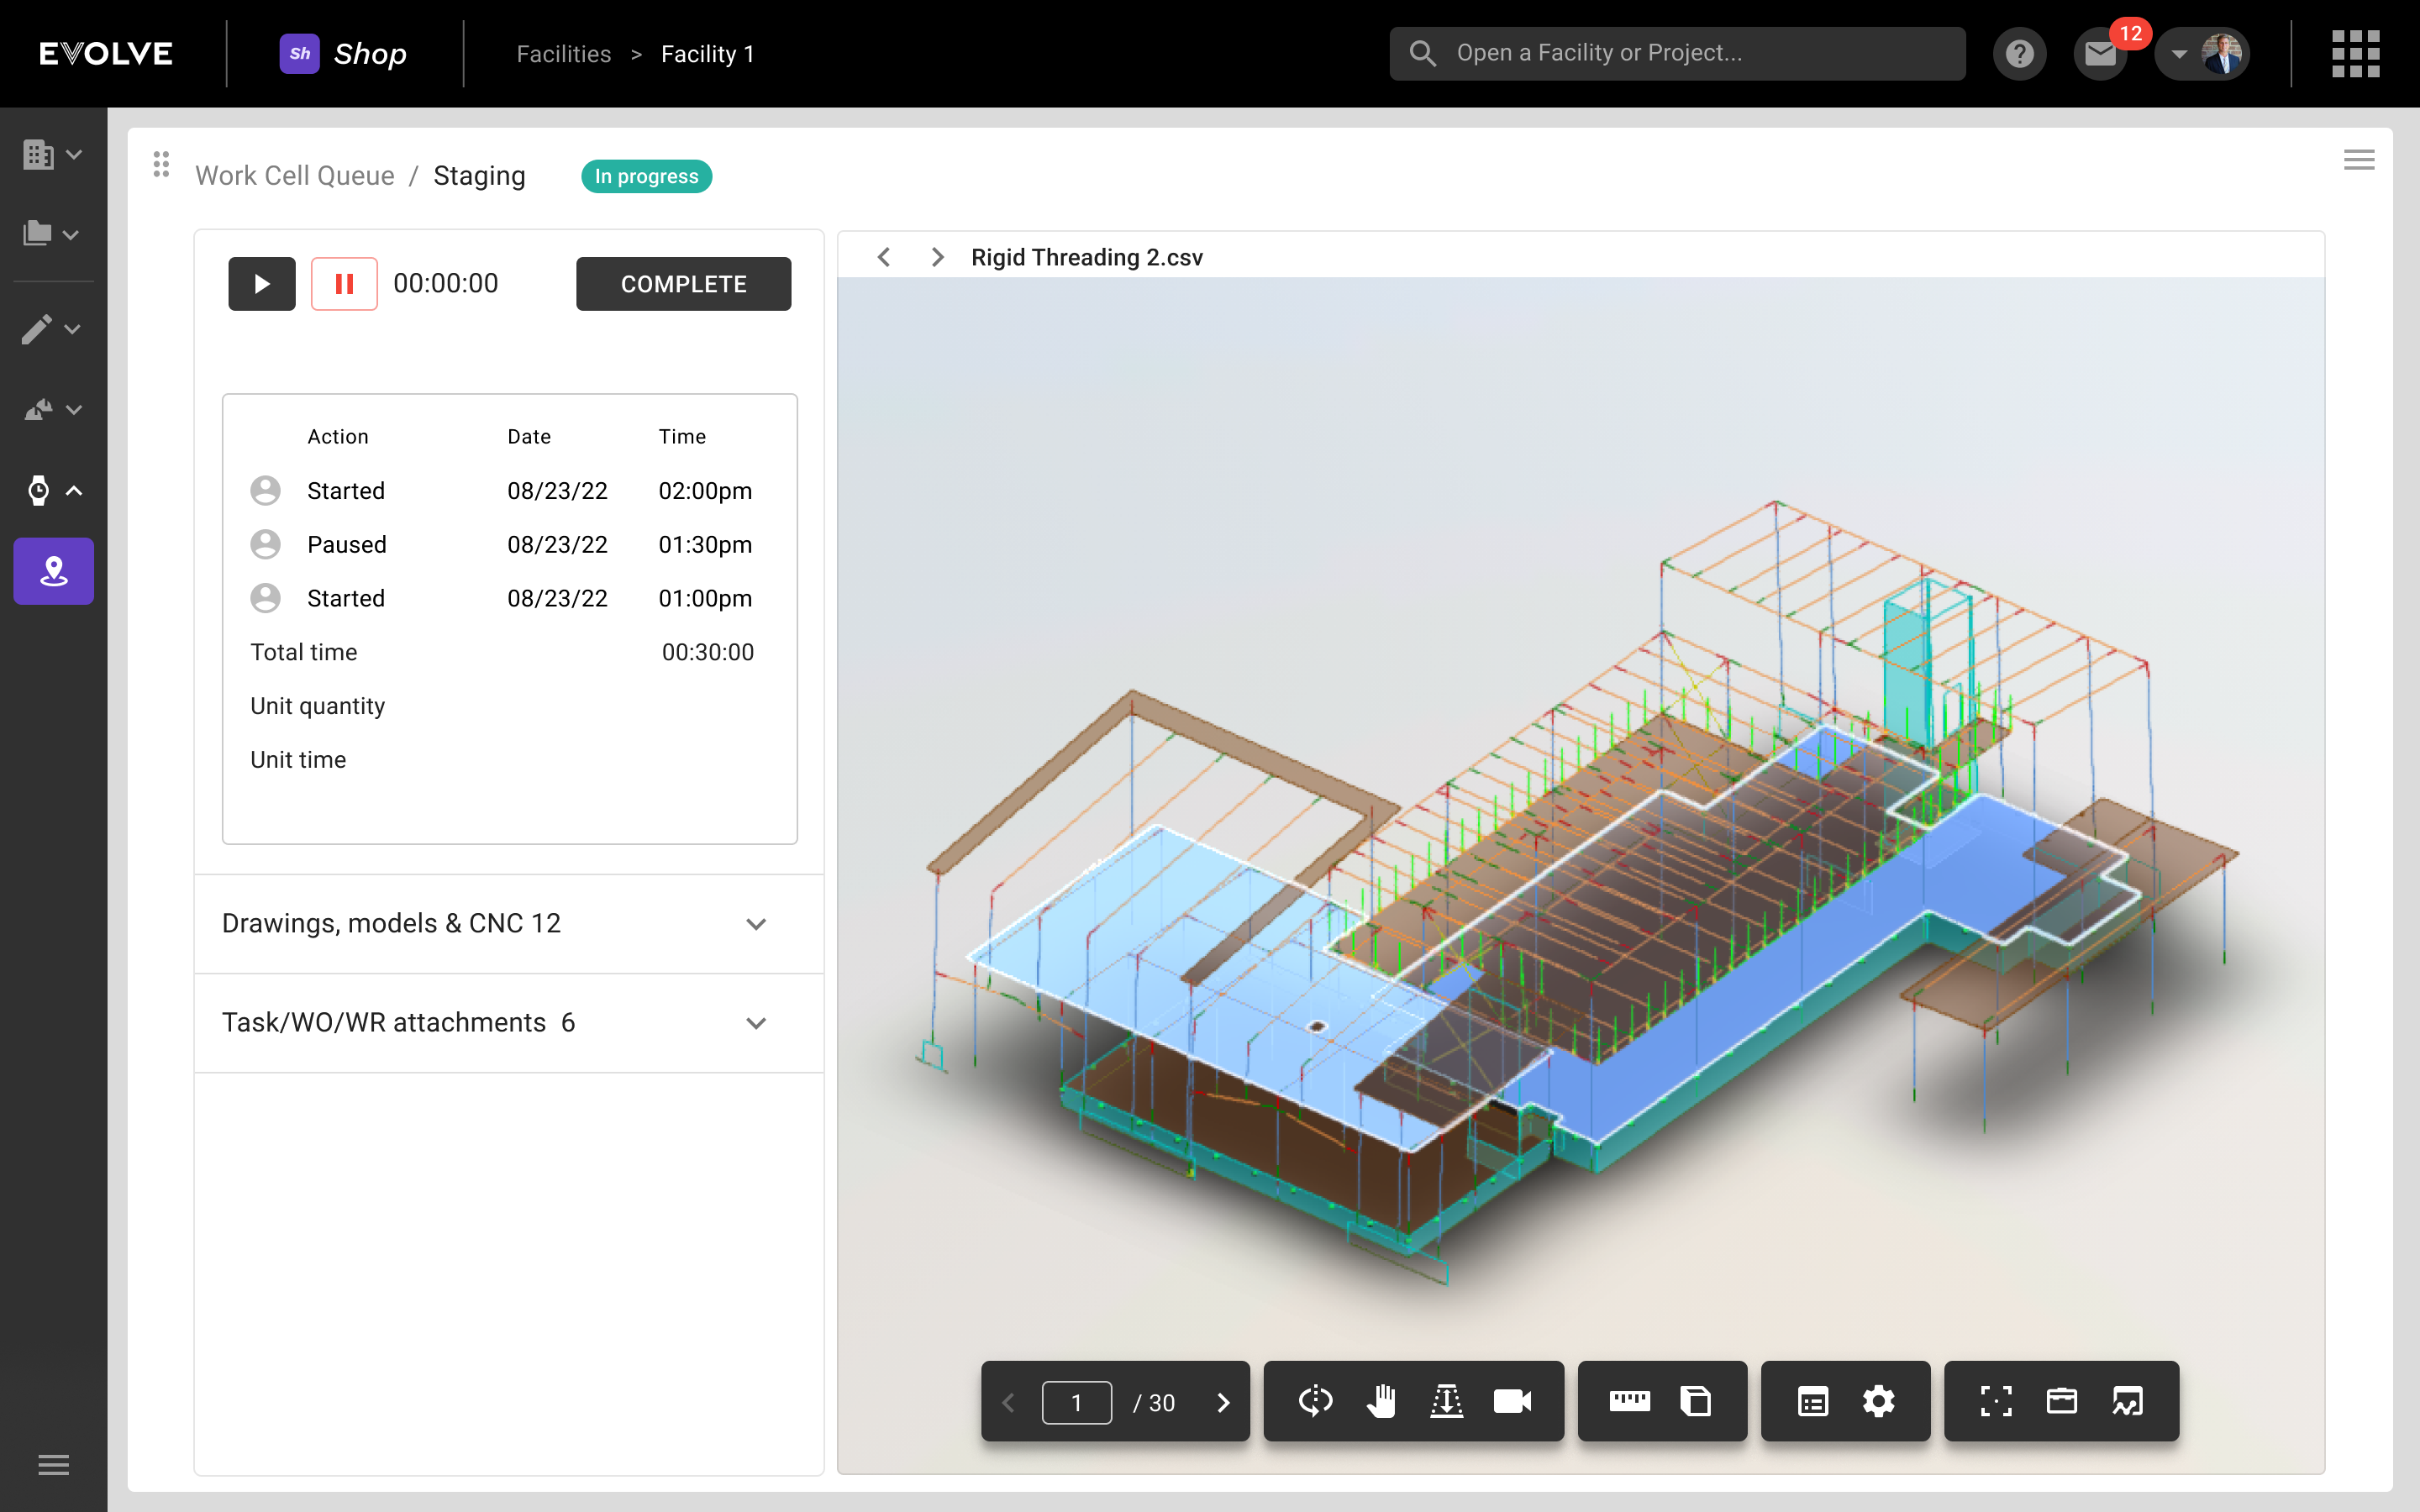 EVOLVE
Sh Shop
Facilities > Facility 1
Open a Facility or Project...
12
Work Cell Queue / Staging In progress
00:00:00 COMPLETE
Action Date Time
Started 08/23/22 02:00pm
Paused 08/23/22 01:30pm
Started 08/23/22 01:00pm
Total time 00:30:00
Unit quantity
Unit time
Drawings, models & CNC 12
Task/WO/WR attachments 6
Rigid Threading 2.csv
1 / 30